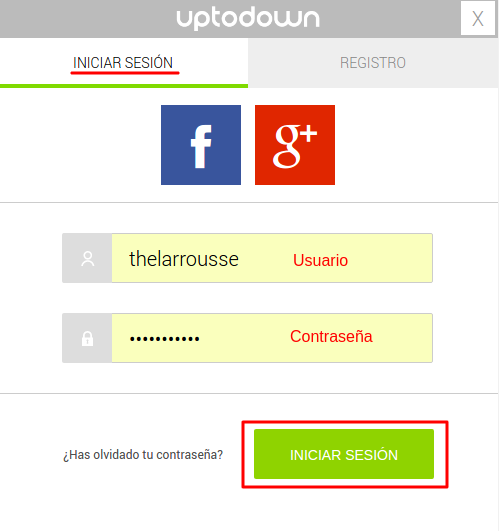 uptodown
X
INICIAR SESIÓN
REGISTRO
f
g+
thelarrousse
Usuario
•••••••••••
Contraseña
¿Has olvidado tu contraseña?
INICIAR SESIÓN